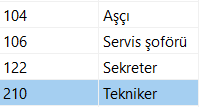 104 Aşçı
106 Servis şoförü
122 Sekreter
210 Tekniker